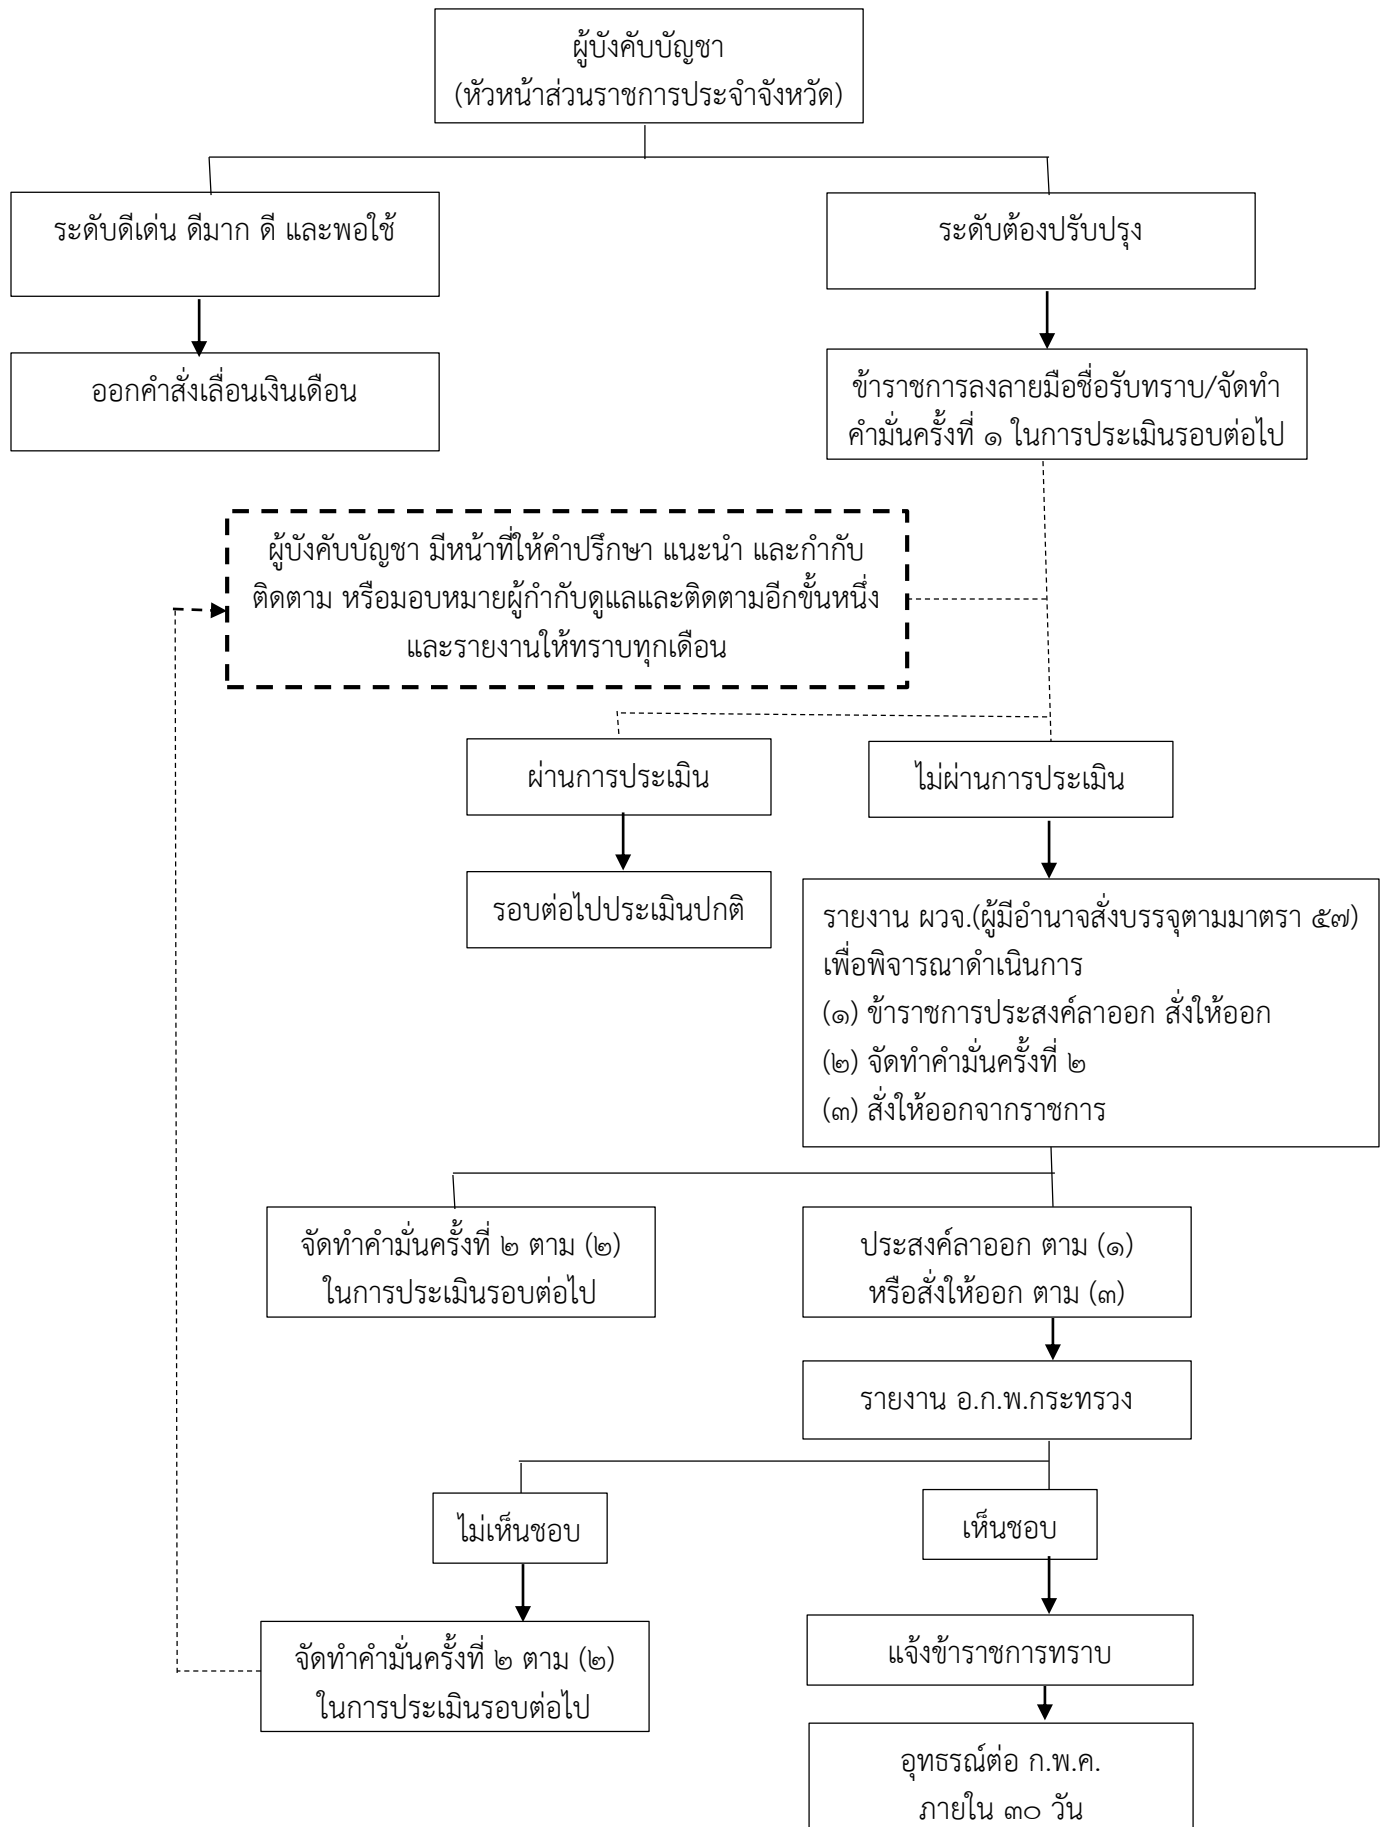 ผู้บังคับบัญชา
(หัวหน้าส่วนราชการประจำจังหวัด)
ระดับดีเด่น ดีมาก ดี และพอใช้
ระดับต้องปรับปรุง
ออกคำสั่งเลื่อนเงินเดือน
ข้าราชการลงลายมือชื่อรับทราบ/จัดทำ
คำมั่นครั้งที่ ๑ ในการประเมินรอบต่อไป
ผู้บังคับบัญชา มีหน้าที่ให้คำปรึกษา แนะนำ และกำกับ
ติดตาม หรือมอบหมายผู้กำกับดูแลและติดตามอีกขั้นหนึ่ง
และรายงานให้ทราบทุกเดือน
ผ่านการประเมิน
ไม่ผ่านการประเมิน
รอบต่อไปประเมินปกติ
รายงาน ผวจ.(ผู้มีอำนาจสั่งบรรจุตามมาตรา ๕๗)
เพื่อพิจารณาดำเนินการ
(๑) ข้าราชการประสงค์ลาออก สั่งให้ออก
(๒) จัดทำคำมั่นครั้งที่ ๒
(๓) สั่งให้ออกจากราชการ
จัดทำคำมั่นครั้งที่ ๒ ตาม (๒)
ในการประเมินรอบต่อไป
ประสงค์ลาออก ตาม (๑)
หรือสั่งให้ออก ตาม (๓)
รายงาน อ.ก.พ.กระทรวง
ไม่เห็นชอบ
เห็นชอบ
จัดทำคำมั่นครั้งที่ ๒ ตาม (๒)
ในการประเมินรอบต่อไป
แจ้งข้าราชการทราบ
อุทธรณ์ต่อ ก.พ.ค.
ภายใน ๓๐ วัน